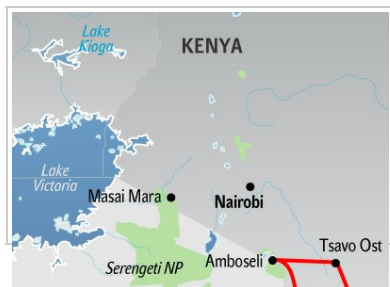 Lake
Kioga
KENYA
Lake
Victoria
Masai Mara
Nairobi
Tsavo Ost
Amboseli
Serengeti NP